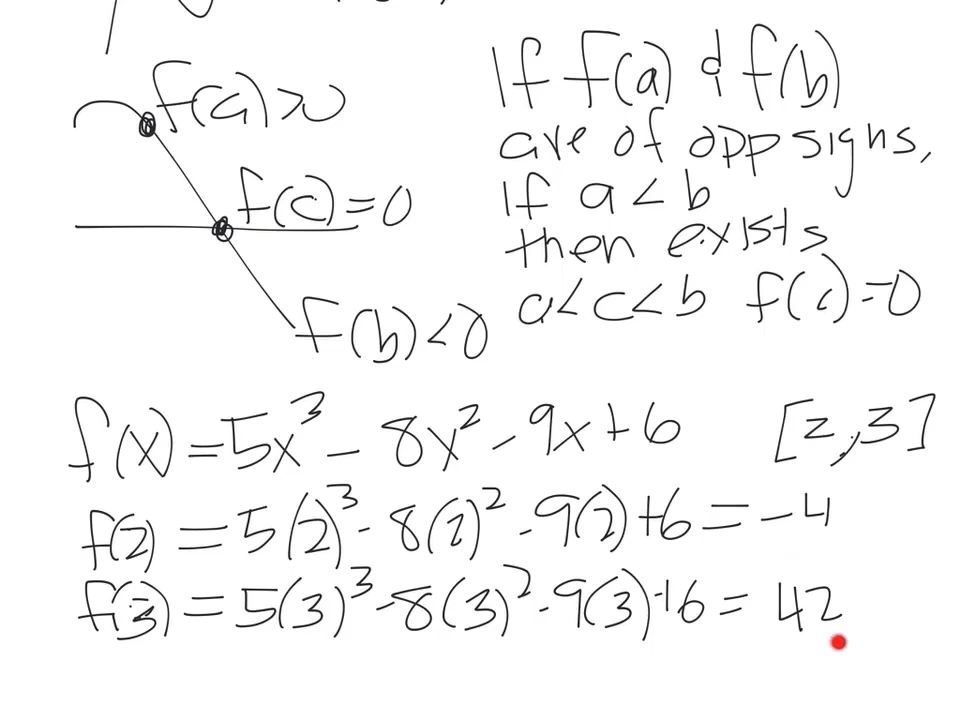 f(a)>0
f(c)=0
f(b)<0
If f(a) & f(b)
are of opp signs,
If a < b
then exists
a<c<b f(c)=0
f(x) = 5x³ - 8x² - 9x + 6 [2,3]
f(2) = 5(2)³ - 8(2)² - 9(2) + 6 = -4
f(3) = 5(3)³ - 8(3)² - 9(3) + 6 = 42